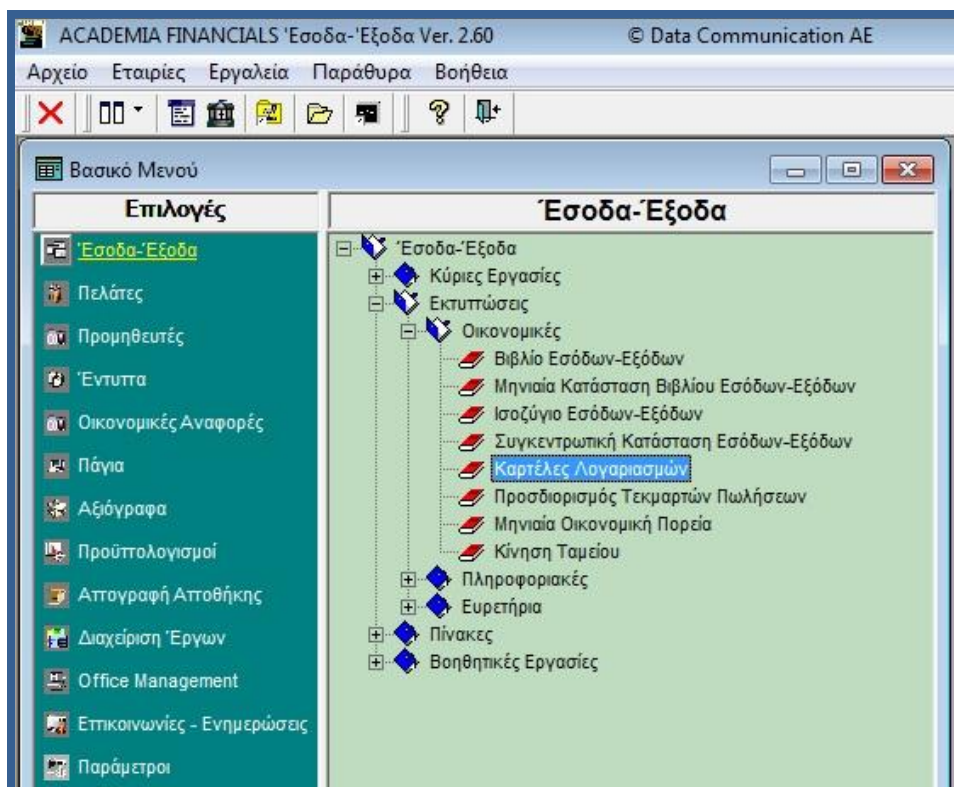 ACADEMIA FINANCIALS 'Εσοδα-'Εξοδα Ver. 2.60 © Data Communication AE
Αρχείο Εταιρίες Εργαλεία Παράθυρα Βοήθεια
Βασικό Μενού
Επιλογές
Έσοδα-Έξοδα
Πελάτες
Προμηθευτές
Έντυπα
Οικονομικές Αναφορές
Πάγια
Αξιόγραφα
Προϋπολογισμοί
Απογραφή Αποθήκης
Διαχείριση Έργων
Office Management
Επικοινωνίες - Ενημερώσεις
Παράμετροι
Έσοδα-Έξοδα
Έσοδα-Έξοδα
Κύριες Εργασίες
Εκτυπώσεις
Οικονομικές
Βιβλίο Εσόδων-Εξόδων
Μηνιαία Κατάσταση Βιβλίου Εσόδων-Εξόδων
Ισοζύγιο Εσόδων-Εξόδων
Συγκεντρωτική Κατάσταση Εσόδων-Εξόδων
Καρτέλες Λογαριασμών
Προσδιορισμός Τεκμαρτών Πωλήσεων
Μηνιαία Οικονομική Πορεία
Κίνηση Ταμείου
Πληροφοριακές
Ευρετήρια
Πίνακες
Βοηθητικές Εργασίες